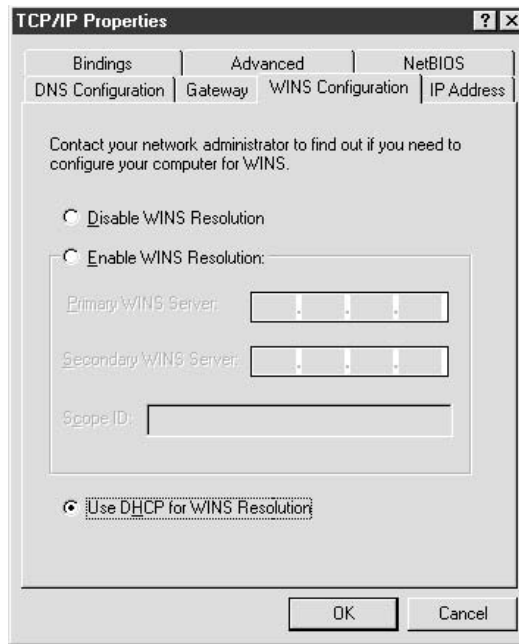 TCP/IP Properties
Bindings Advanced NetBIOS
DNS Configuration Gateway WINS Configuration IP Address
Contact your network administrator to find out if you need to
configure your computer for WINS.
Disable WINS Resolution
Enable WINS Resolution:
Primary WINS Server:
Secondary WINS Server:
Scope ID:
Use DHCP for WINS Resolution
OK Cancel